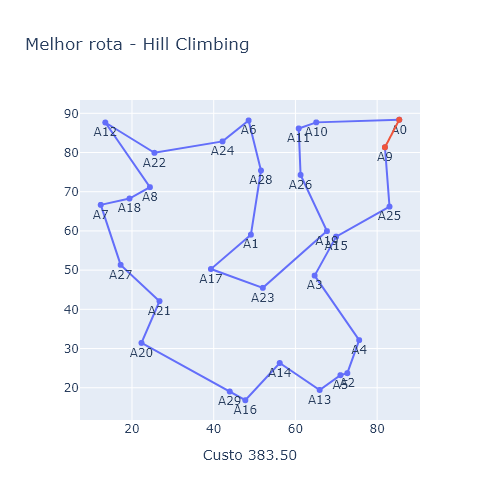 Melhor rota - Hill Climbing
90
80
70
60
50
40
30
20
20
40
60
80
A12
A6
A11
A10
A0
A22
A24
A9
A28
A26
A8
A18
A7
A25
A1
A19
A15
A17
A27
A23
A3
A21
A20
A4
A14
A5
A2
A29
A16
A13
Custo 383.50